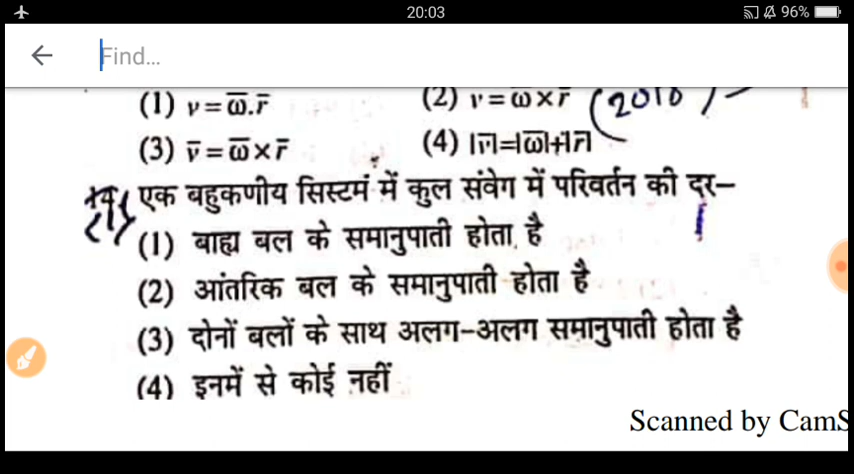 20:03 96%
Find...
(1) v = ω̅.r̅ (2) v = ω × r̅ (2010
(3) v̅ = ω̅ × r̅ (4) |v̅|=|ω̅|+|r̅|
एक बहुकणीय सिस्टमं में कुल संवेग में परिवर्तन की दर–
(1) बाह्य बल के समानुपाती होता है
(2) आंतरिक बल के समानुपाती होता है
(3) दोनों बलों के साथ अलग-अलग समानुपाती होता है
(4) इनमें से कोई नहीं
Scanned by CamS